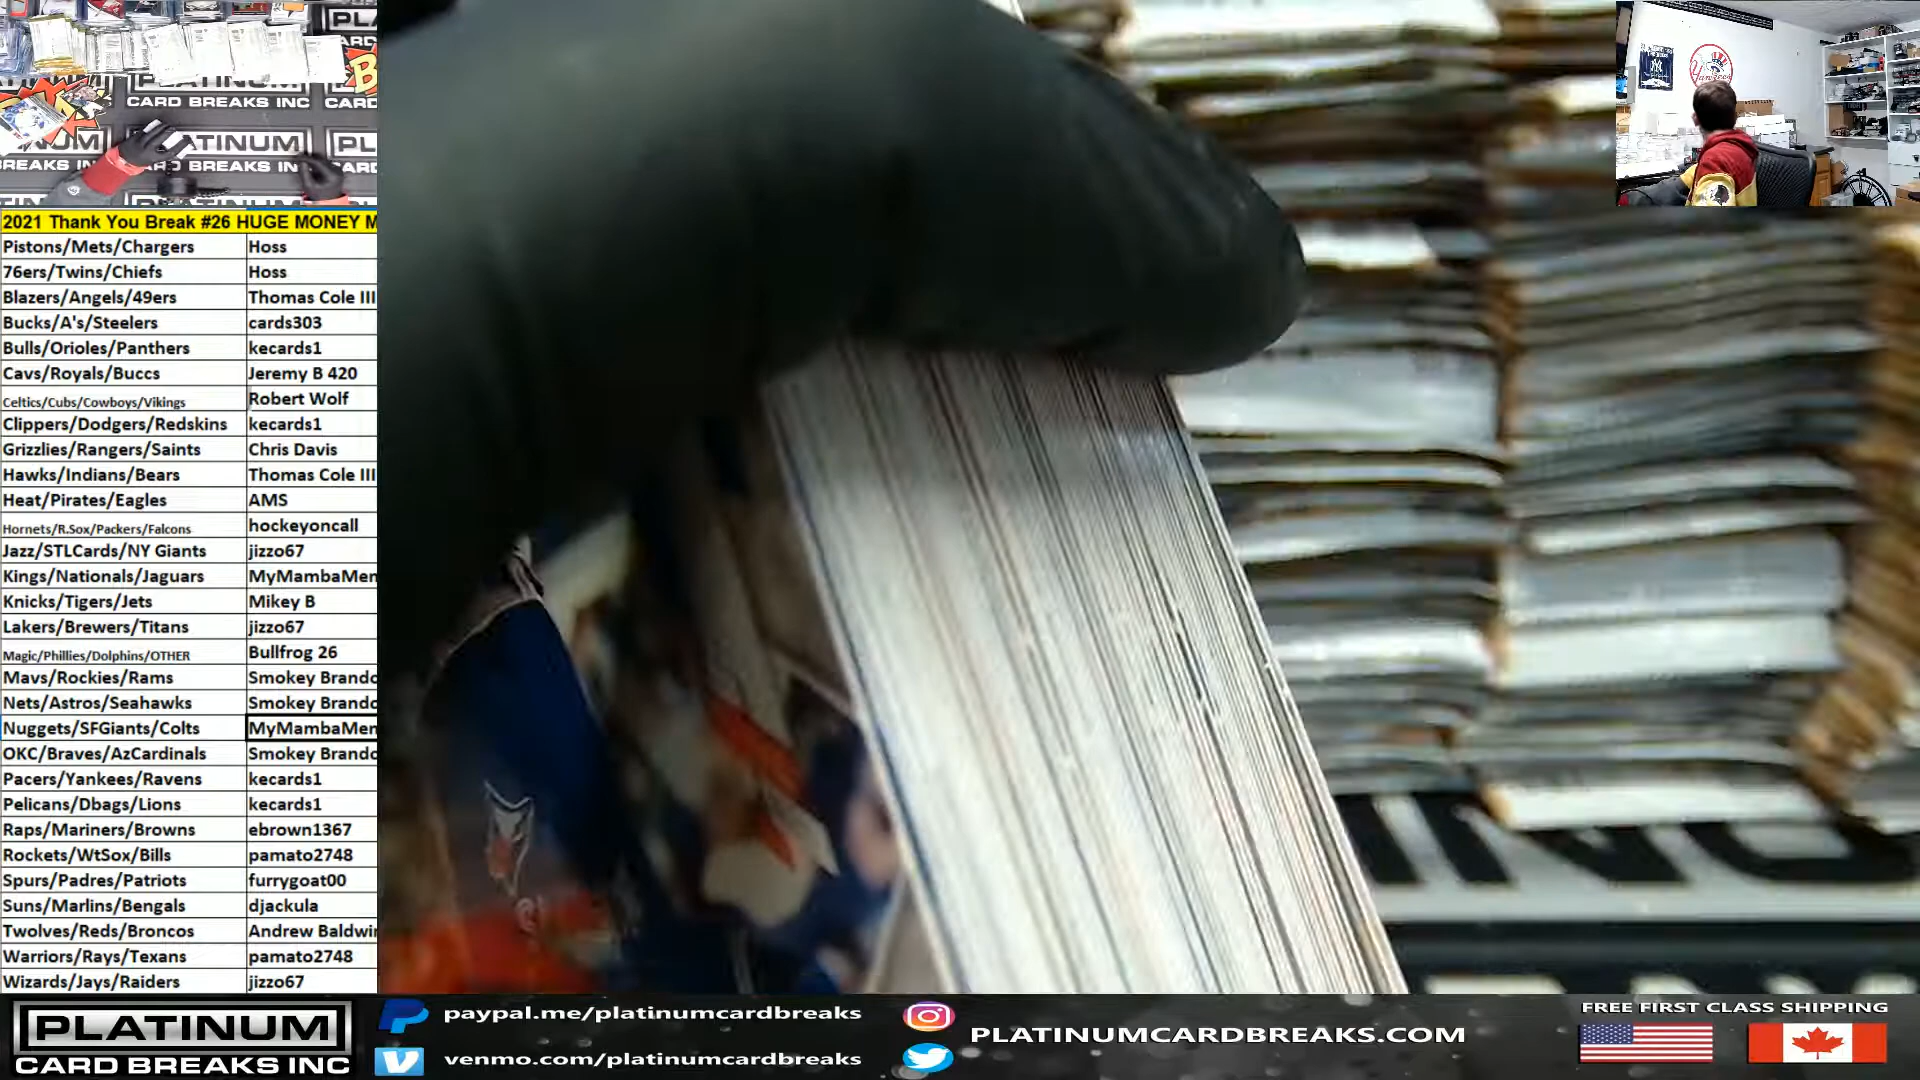 PLATINUM
CARD BREAKS INC
CARD
PLATINUM
BREAKS INC
Yankees
2021 Thank You Break #26 HUGE MONEY M
Pistons/Mets/Chargers Hoss
76ers/Twins/Chiefs Hoss
Blazers/Angels/49ers Thomas Cole III
Bucks/A's/Steelers cards303
Bulls/Orioles/Panthers kecards1
Cavs/Royals/Buccs Jeremy B 420
Celtics/Cubs/Cowboys/Vikings Robert Wolf
Clippers/Dodgers/Redskins kecards1
Grizzlies/Rangers/Saints Chris Davis
Hawks/Indians/Bears Thomas Cole III
Heat/Pirates/Eagles AMS
Hornets/R.Sox/Packers/Falcons hockeyoncall
Jazz/STLCards/NY Giants jizzo67
Kings/Nationals/Jaguars MyMambaMen
Knicks/Tigers/Jets Mikey B
Lakers/Brewers/Titans jizzo67
Magic/Phillies/Dolphins/OTHER Bullfrog 26
Mavs/Rockies/Rams Smokey Brando
Nets/Astros/Seahawks Smokey Brando
Nuggets/SFGiants/Colts MyMambaMen
OKC/Braves/AzCardinals Smokey Brando
Pacers/Yankees/Ravens kecards1
Pelicans/Dbags/Lions kecards1
Raps/Mariners/Browns ebrown1367
Rockets/WtSox/Bills pamato2748
Spurs/Padres/Patriots furrygoat00
Suns/Marlins/Bengals djackula
Twolves/Reds/Broncos Andrew Baldwin
Warriors/Rays/Texans pamato2748
Wizards/Jays/Raiders jizzo67
PLATINUM
CARD BREAKS INC
paypal.me/platinumcardbreaks
venmo.com/platinumcardbreaks
PLATINUMCARDBREAKS.COM
FREE FIRST CLASS SHIPPING